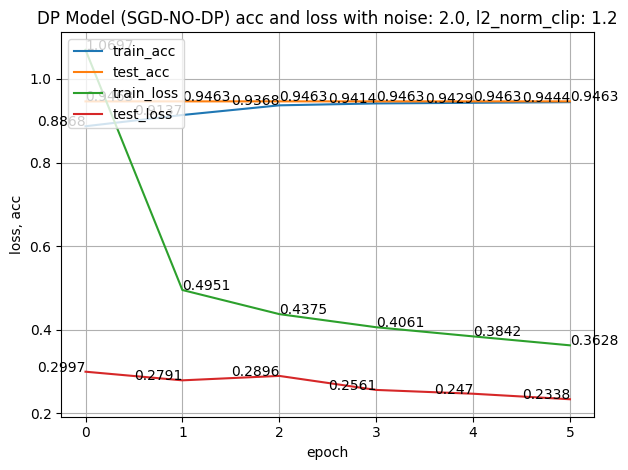 DP Model (SGD-NO-DP) acc and loss with noise: 2.0, l2_norm_clip: 1.2
train_acc
test_acc
train_loss
test_loss
1.0697
0.9463 0.9463 0.9463 0.9463 0.9463
0.8868 0.9368 0.9414 0.9429 0.9444
0.4951
0.4375
0.4061
0.3842
0.3628
0.2997
0.2791
0.2896
0.2561
0.247
0.2338
loss, acc
1.0
0.8
0.6
0.4
0.2
0 1 2 3 4 5
epoch